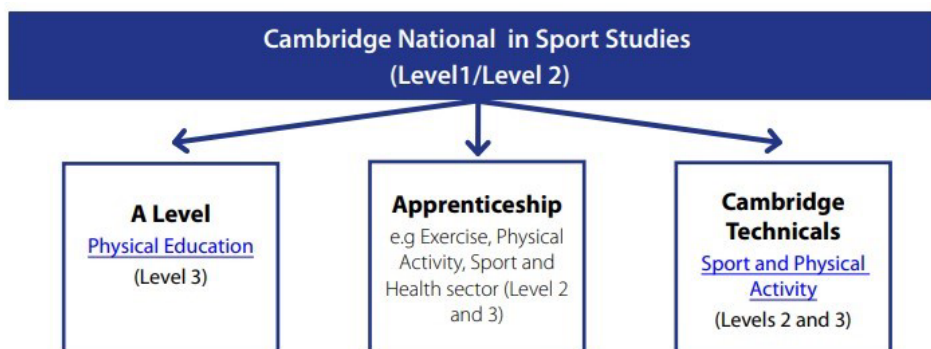 Cambridge National in Sport Studies
(Level1/Level 2)
A Level
Physical Education
(Level 3)
Apprenticeship
e.g Exercise, Physical
Activity, Sport and
Health sector (Level 2
and 3)
Cambridge
Technicals
Sport and Physical
Activity
(Levels 2 and 3)